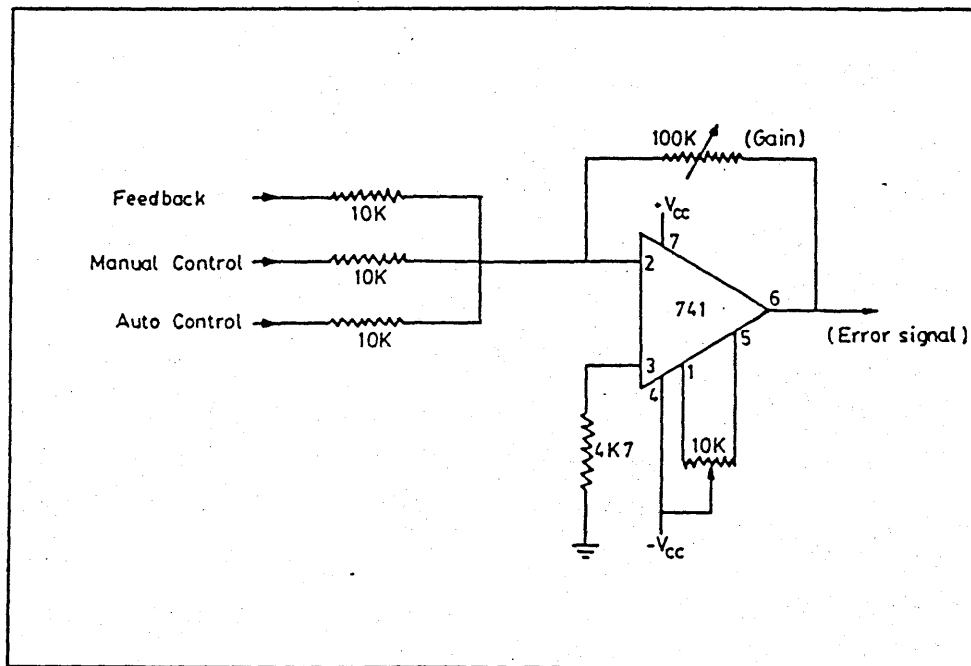 100K (Gain)
+Vcc
7
Feedback
10K
Manual Control
10K
2
Auto Control
10K
741
6
5
(Error signal)
3
4
1
4K7
10K
-Vcc